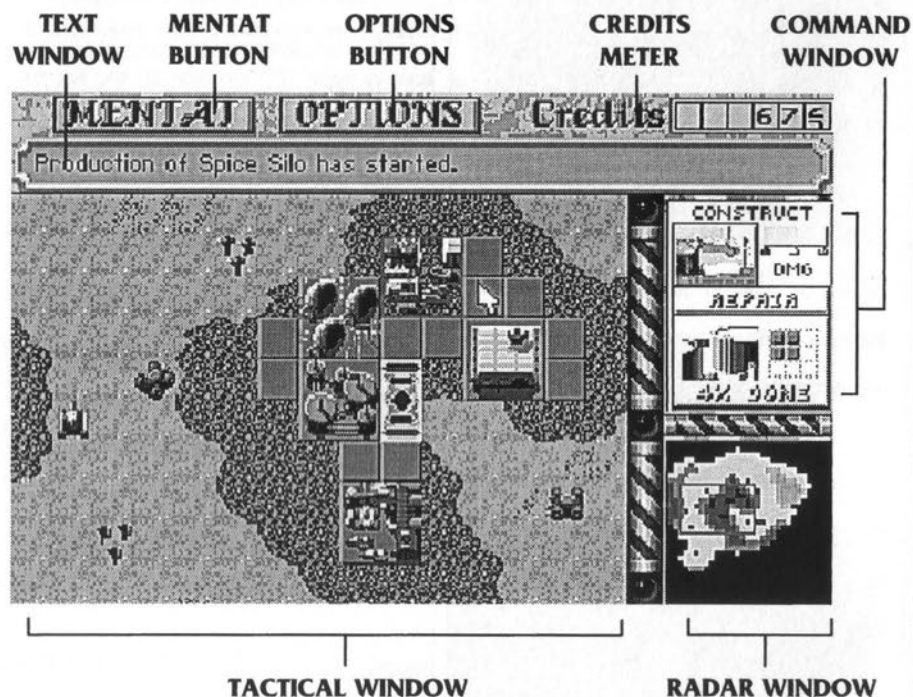 TEXT WINDOW
MENTAT BUTTON
OPTIONS BUTTON
CREDITS METER
COMMAND WINDOW
MENTAT
OPTIONS
Credits
675
Production of Spice Silo has started.
CONSTRUCT
DMG
REPAIR
4% DONE
TACTICAL WINDOW
RADAR WINDOW